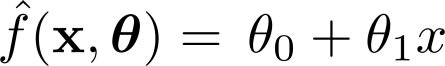 f̂(𝐱, 𝜽) = θ₀ + θ₁x